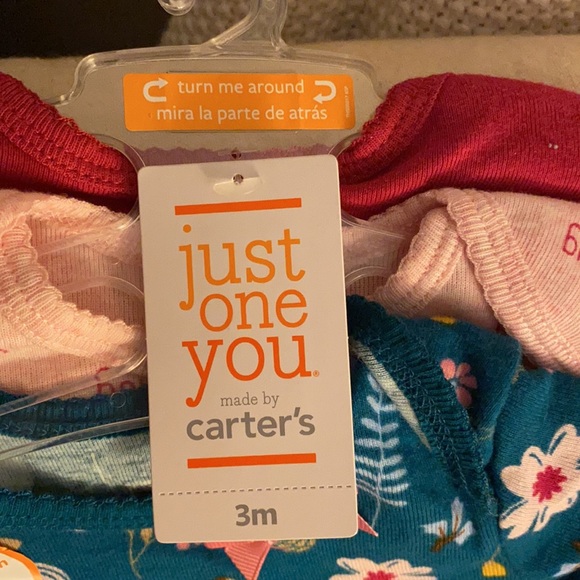 turn me around
mira la parte de atrás
just
one
you®
made by
carter's
3m